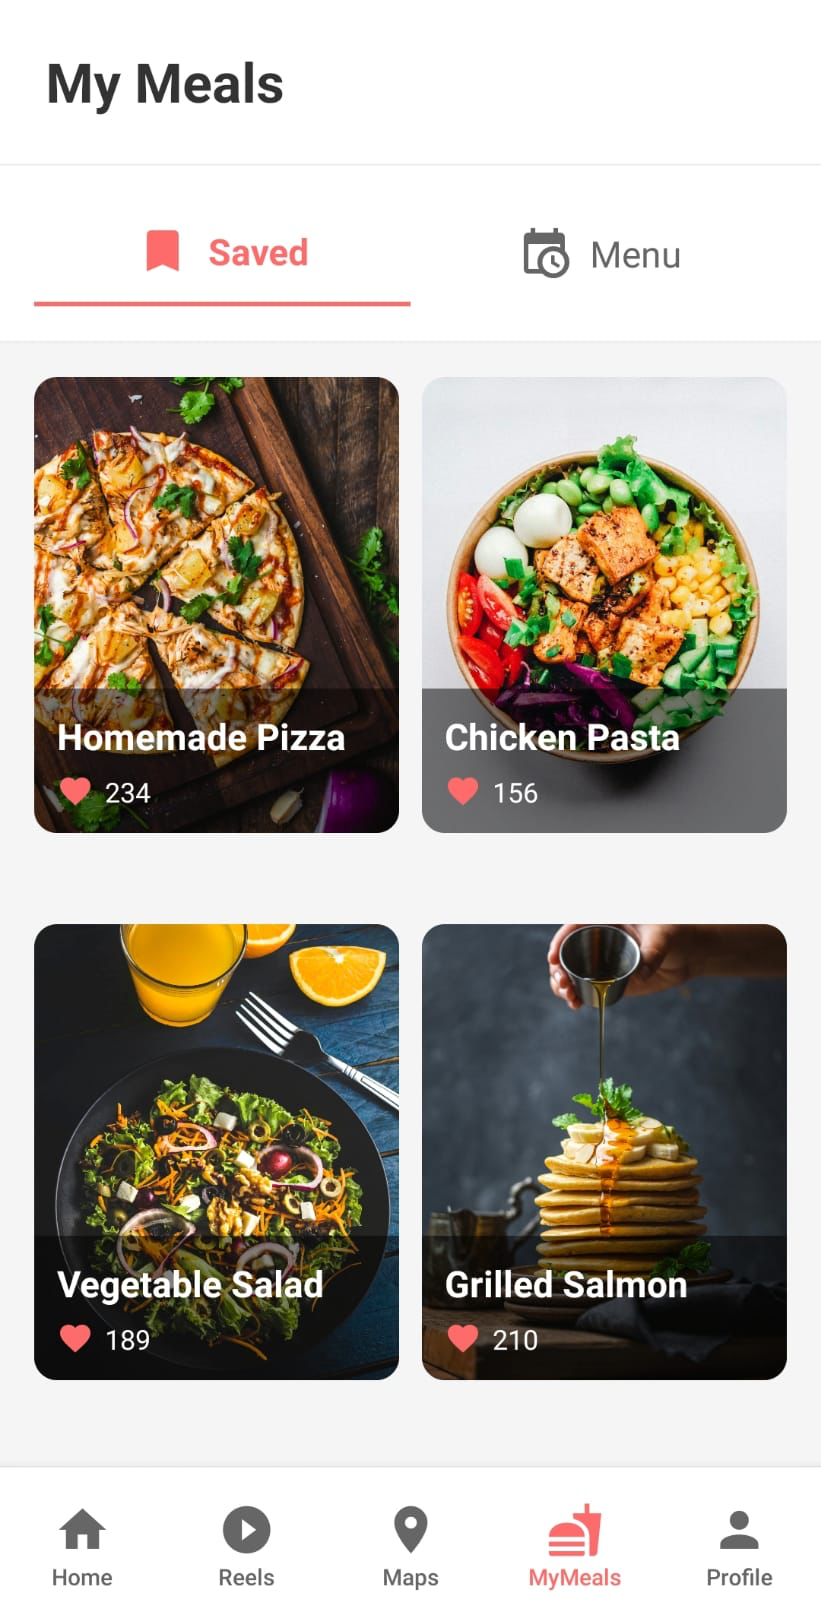 My Meals
Saved
Menu
Homemade Pizza
234
Chicken Pasta
156
Vegetable Salad
189
Grilled Salmon
210
Home
Reels
Maps
MyMeals
Profile